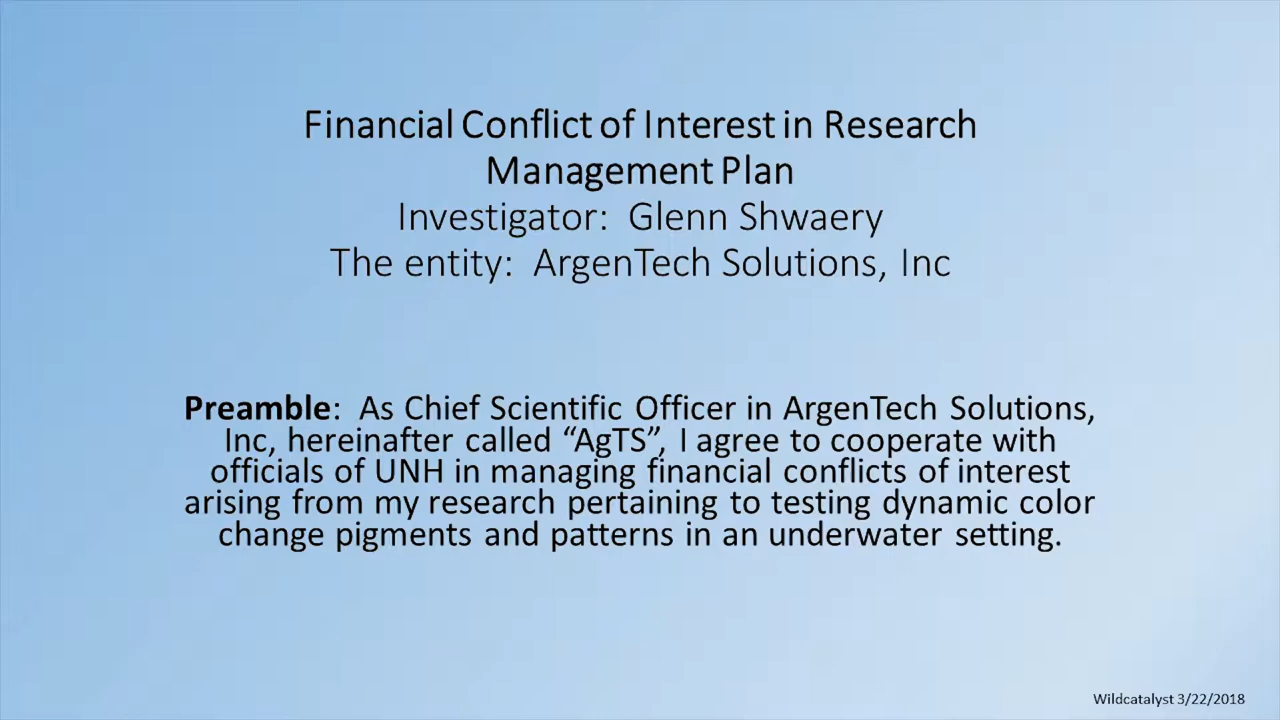 Financial Conflict of Interest in Research
Management Plan
Investigator: Glenn Shwaery
The entity: ArgenTech Solutions, Inc
Preamble: As Chief Scientific Officer in ArgenTech Solutions,
Inc, hereinafter called “AgTS”, I agree to cooperate with
officials of UNH in managing financial conflicts of interest
arising from my research pertaining to testing dynamic color
change pigments and patterns in an underwater setting.
Wildcatalyst 3/22/2018